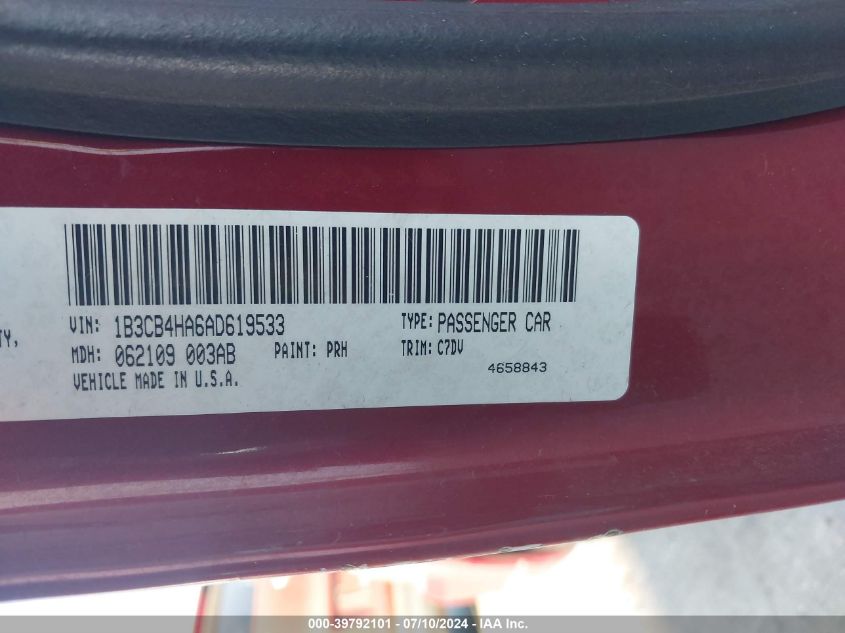 TY,
VIN: 1B3CB4HA6AD619533 TYPE: PASSENGER CAR
MDH: 062109 003AB PAINT: PRH TRIM: C7DV
VEHICLE MADE IN U.S.A. 4658843
000-39792101 - 07/10/2024 - IAA Inc.